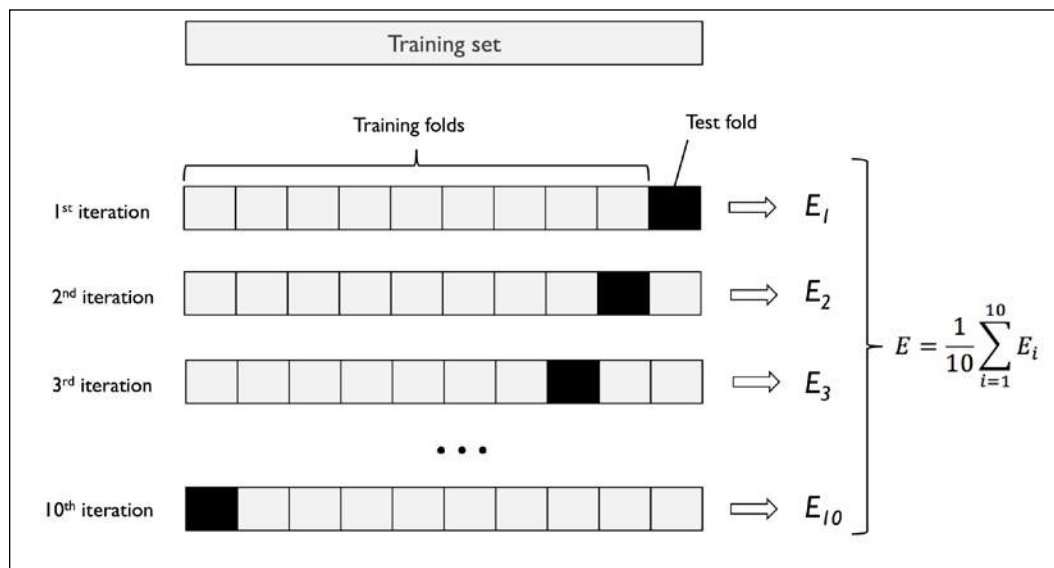 Training set
Training folds
Test fold
1st iteration
E1
2nd iteration
E2
E = 1/10 ∑_{i=1}^{10} E_i
3rd iteration
E3
• • •
10th iteration
E10